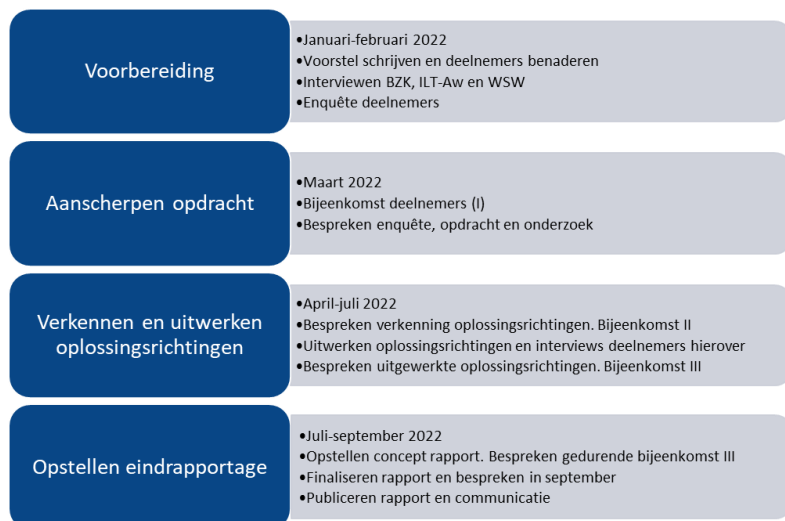 Voorbereiding
•Januari-februari 2022
•Voorstel schrijven en deelnemers benaderen
•Interviewen BZK, ILT-Aw en WSW
•Enquête deelnemers
Aanscherpen opdracht
•Maart 2022
•Bijeenkomst deelnemers (I)
•Bespreken enquête, opdracht en onderzoek
Verkennen en uitwerken
oplossingsrichtingen
•April-juli 2022
•Bespreken verkenning oplossingsrichtingen. Bijeenkomst II
•Uitwerken oplossingsrichtingen en interviews deelnemers hierover
•Bespreken uitgewerkte oplossingsrichtingen. Bijeenkomst III
Opstellen eindrapportage
•Juli-september 2022
•Opstellen concept rapport. Bespreken gedurende bijeenkomst III
•Finaliseren rapport en bespreken in september
•Publiceren rapport en communicatie